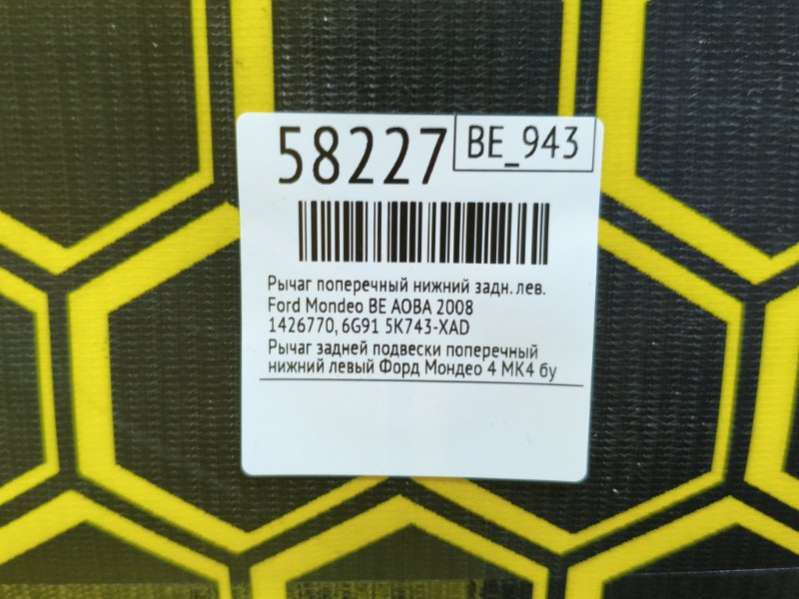 58227
BE_943
Рычаг поперечный нижний задн. лев.
Ford Mondeo BE AOBA 2008
1426770, 6G91 5K743-XAD
Рычаг задней подвески поперечный
нижний левый Форд Мондео 4 МК4 бу